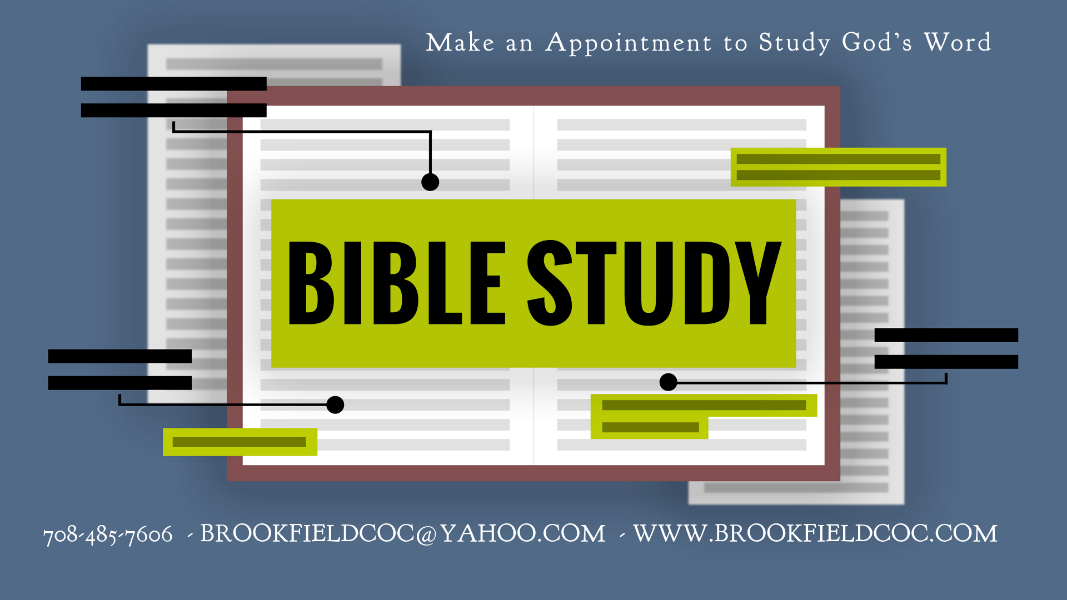 Make an Appointment to Study God's Word
BIBLE STUDY
708-485-7606 - BROOKFIELDCOC@YAHOO.COM - WWW.BROOKFIELDCOC.COM